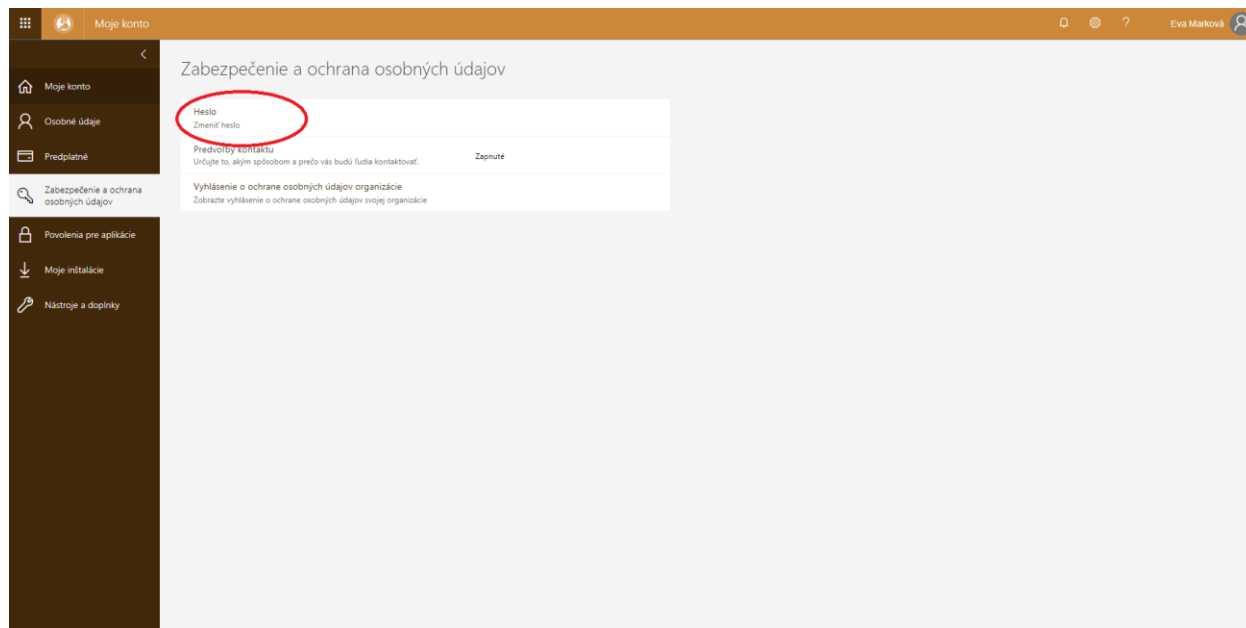 Moje konto
?
Eva Marková
Moje konto
Osobné údaje
Predplatné
Zabezpečenie a ochrana
osobných údajov
Povolenia pre aplikácie
Moje inštalácie
Nástroje a doplnky
Zabezpečenie a ochrana osobných údajov
Heslo
Zmeniť heslo
Predvoľby kontaktu
Určujte to, akým spôsobom a prečo vás budú ľudia kontaktovať.
Zapnuté
Vyhlásenie o ochrane osobných údajov organizácie
Zobrazte vyhlásenie o ochrane osobných údajov svojej organizácie